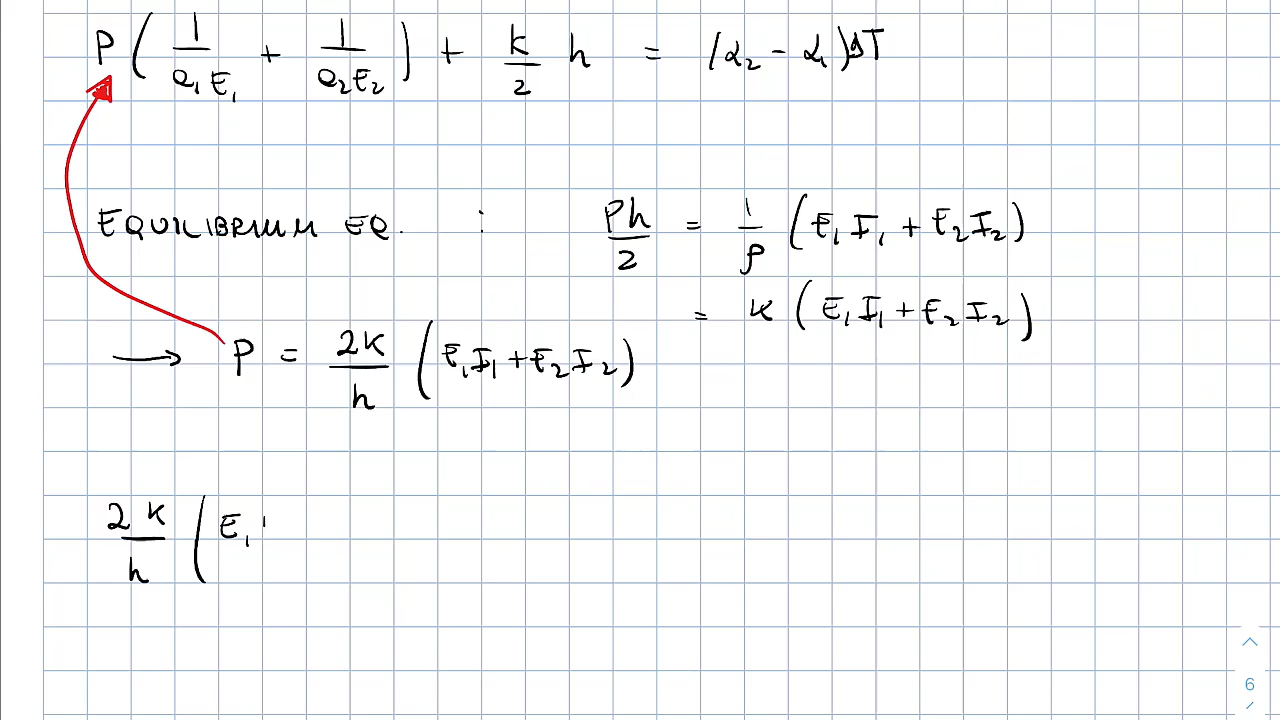 P ( 1/(a₁E₁) + 1/(a₂E₂) ) + k/2 h = (α₂ - α₁)ΔT
EQUILIBRIUM EQ. : Ph/2 = 1/ρ (E₁I₁ + E₂I₂)
= K (E₁I₁ + E₂I₂)
→ P = 2K/h (E₁I₁ + E₂I₂)
2K/h ( E₁
6